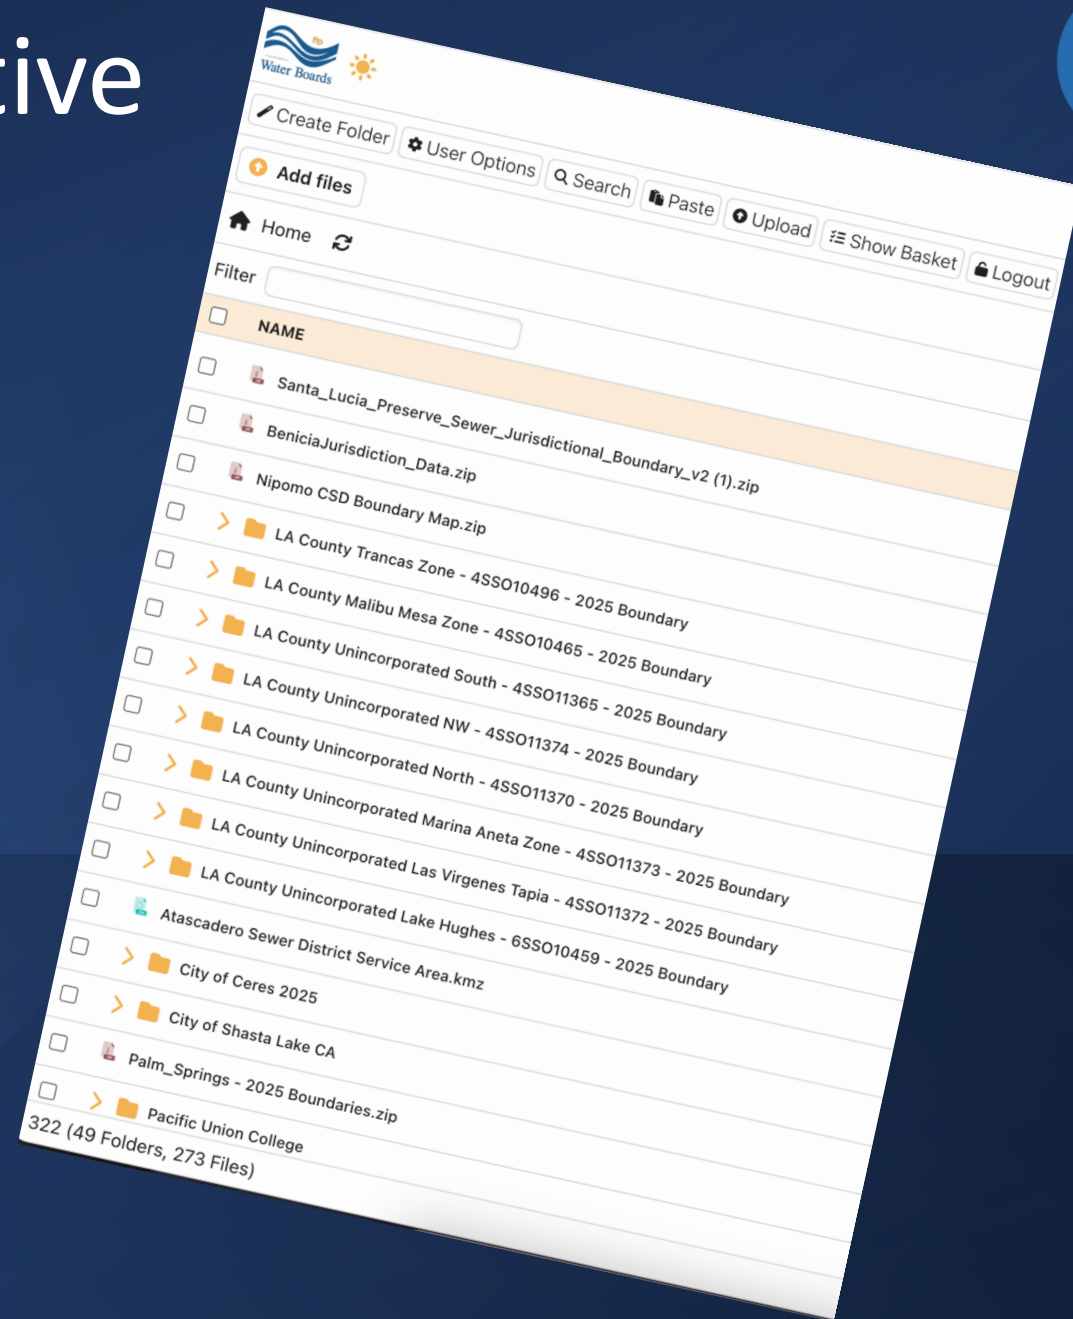 tive
ftp
Water Boards
Create Folder User Options Search Paste Upload Show Basket Logout
Add files
Home
Filter
NAME
Santa_Lucia_Preserve_Sewer_Jurisdictional_Boundary_v2 (1).zip
BeniciaJurisdiction_Data.zip
Nipomo CSD Boundary Map.zip
LA County Trancas Zone - 4SSO10496 - 2025 Boundary
LA County Malibu Mesa Zone - 4SSO10465 - 2025 Boundary
LA County Unincorporated South - 4SSO11365 - 2025 Boundary
LA County Unincorporated NW - 4SSO11374 - 2025 Boundary
LA County Unincorporated North - 4SSO11370 - 2025 Boundary
LA County Unincorporated Marina Aneta Zone - 4SSO11373 - 2025 Boundary
LA County Unincorporated Las Virgenes Tapia - 4SSO11372 - 2025 Boundary
LA County Unincorporated Lake Hughes - 6SSO10459 - 2025 Boundary
Atascadero Sewer District Service Area.kmz
City of Ceres 2025
City of Shasta Lake CA
Palm_Springs - 2025 Boundaries.zip
Pacific Union College
322 (49 Folders, 273 Files)